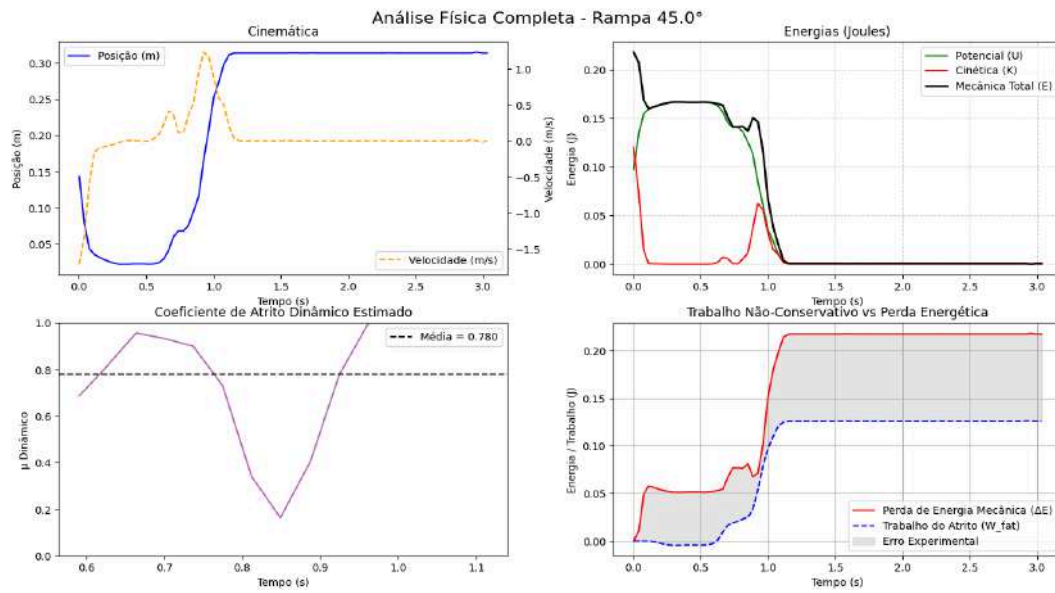 Análise Física Completa - Rampa 45.0°
Cinemática
Posição (m)
0.30
0.25
0.20
0.15
0.10
0.05
Posição (m)
1.0
0.5
0.0
−0.5
−1.0
−1.5
Velocidade (m/s)
Velocidade (m/s)
0.0 0.5 1.0 1.5 2.0 2.5 3.0
Tempo (s)
Energias (Joules)
Potencial (U)
Cinética (K)
Mecânica Total (E)
0.20
0.15
0.10
0.05
0.00
Energia (J)
0.0 0.5 1.0 1.5 2.0 2.5 3.0
Tempo (s)
Coeficiente de Atrito Dinâmico Estimado
Média = 0.780
1.0
0.8
0.6
0.4
0.2
0.0
μ Dinâmico
0.6 0.7 0.8 0.9 1.0 1.1
Tempo (s)
Trabalho Não-Conservativo vs Perda Energética
0.20
0.15
0.10
0.05
0.00
Energia / Trabalho (J)
Perda de Energia Mecânica (ΔE)
Trabalho do Atrito (W_fat)
Erro Experimental
0.0 0.5 1.0 1.5 2.0 2.5 3.0
Tempo (s)